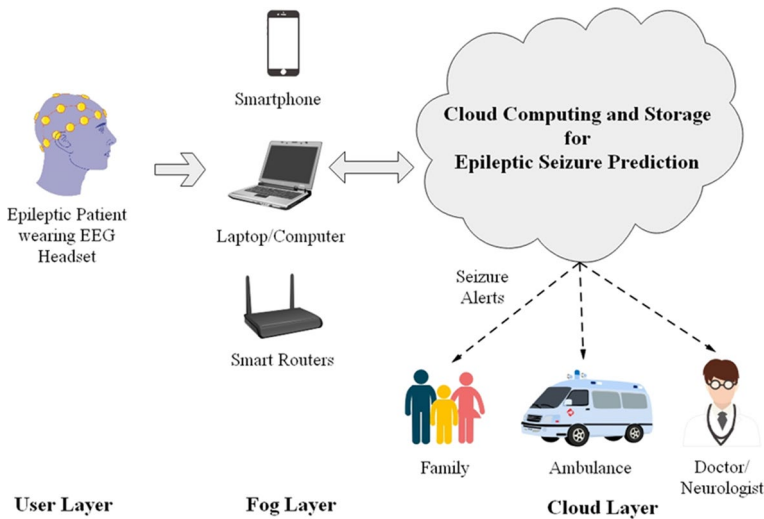 Smartphone
Cloud Computing and Storage
for
Epileptic Seizure Prediction
Epileptic Patient
wearing EEG
Headset
Laptop/Computer
Seizure
Alerts
Smart Routers
Family
Ambulance
Doctor/
Neurologist
User Layer
Fog Layer
Cloud Layer